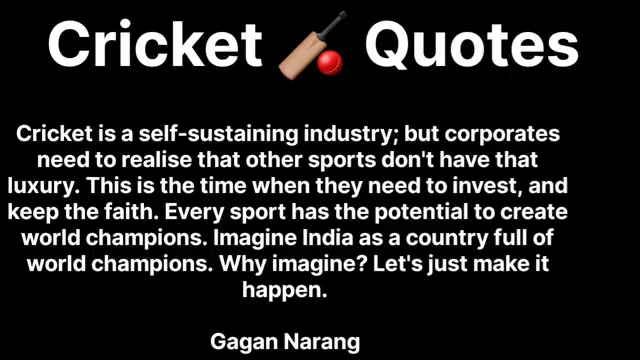 Cricket 🏏 Quotes
Cricket is a self-sustaining industry; but corporates
need to realise that other sports don't have that
luxury. This is the time when they need to invest, and
keep the faith. Every sport has the potential to create
world champions. Imagine India as a country full of
world champions. Why imagine? Let's just make it
happen.
Gagan Narang